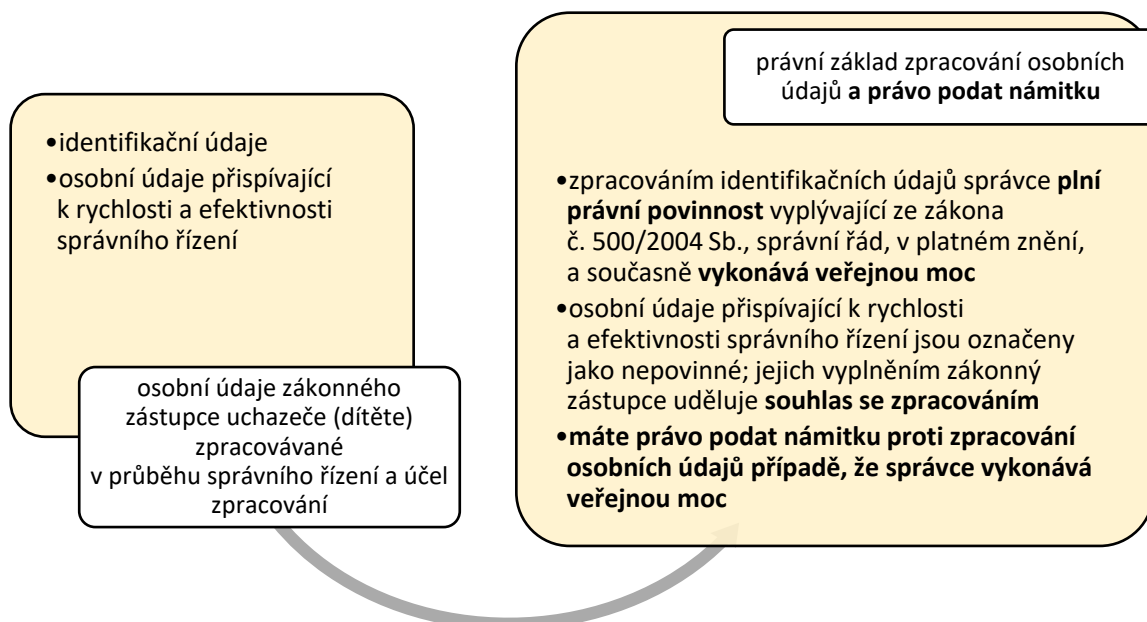 •identifikační údaje
•osobní údaje přispívající
k rychlosti a efektivnosti
správního řízení
osobní údaje zákonného
zástupce uchazeče (dítěte)
zpracovávané
v průběhu správního řízení a účel
zpracování
právní základ zpracování osobních
údajů a právo podat námitku
•zpracováním identifikačních údajů správce plní
právní povinnost vyplývající ze zákona
č. 500/2004 Sb., správní řád, v platném znění,
a současně vykonává veřejnou moc
•osobní údaje přispívající k rychlosti
a efektivnosti správního řízení jsou označeny
jako nepovinné; jejich vyplněním zákonný
zástupce uděluje souhlas se zpracováním
•máte právo podat námitku proti zpracování
osobních údajů případě, že správce vykonává
veřejnou moc